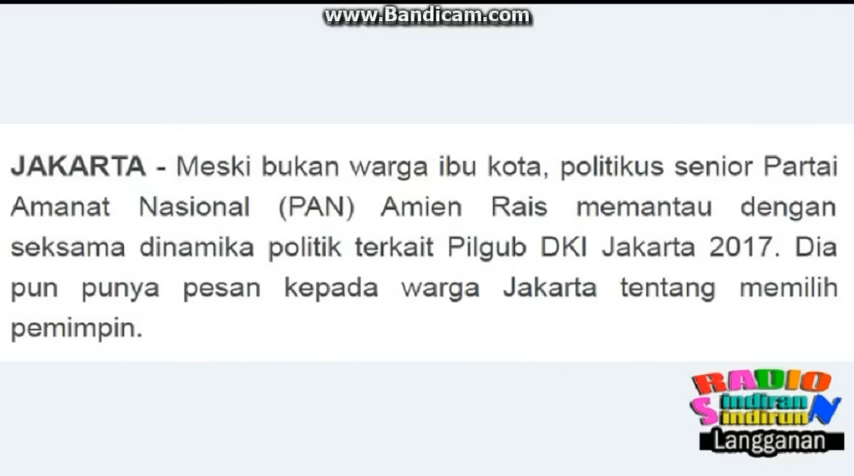 www.Bandicam.com
JAKARTA - Meski bukan warga ibu kota, politikus senior Partai
Amanat Nasional (PAN) Amien Rais memantau dengan
seksama dinamika politik terkait Pilgub DKI Jakarta 2017. Dia
pun punya pesan kepada warga Jakarta tentang memilih
pemimpin.
RADIO
Sindiran
SindiruN
Langganan